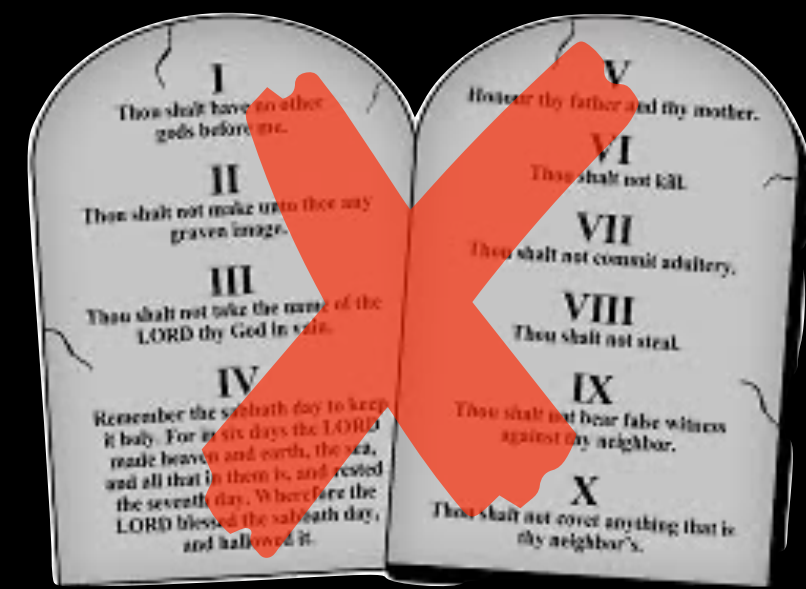 I
Thou shalt have no other
gods before me.
II
Thou shalt not make unto thee any
graven image.
III
Thou shalt not take the name of the
LORD thy God in vain.
IV
Remember the sabbath day to keep
it holy. For in six days the LORD
made heaven and earth, the sea,
and all that in them is, and rested
the seventh day. Wherefore the
LORD blessed the sabbath day,
and hallowed it.
V
Honour thy father and thy mother.
VI
Thou shalt not kill.
VII
Thou shalt not commit adultery.
VIII
Thou shalt not steal.
IX
Thou shalt not bear false witness
against thy neighbor.
X
Thou shalt not covet anything that is
thy neighbor's.